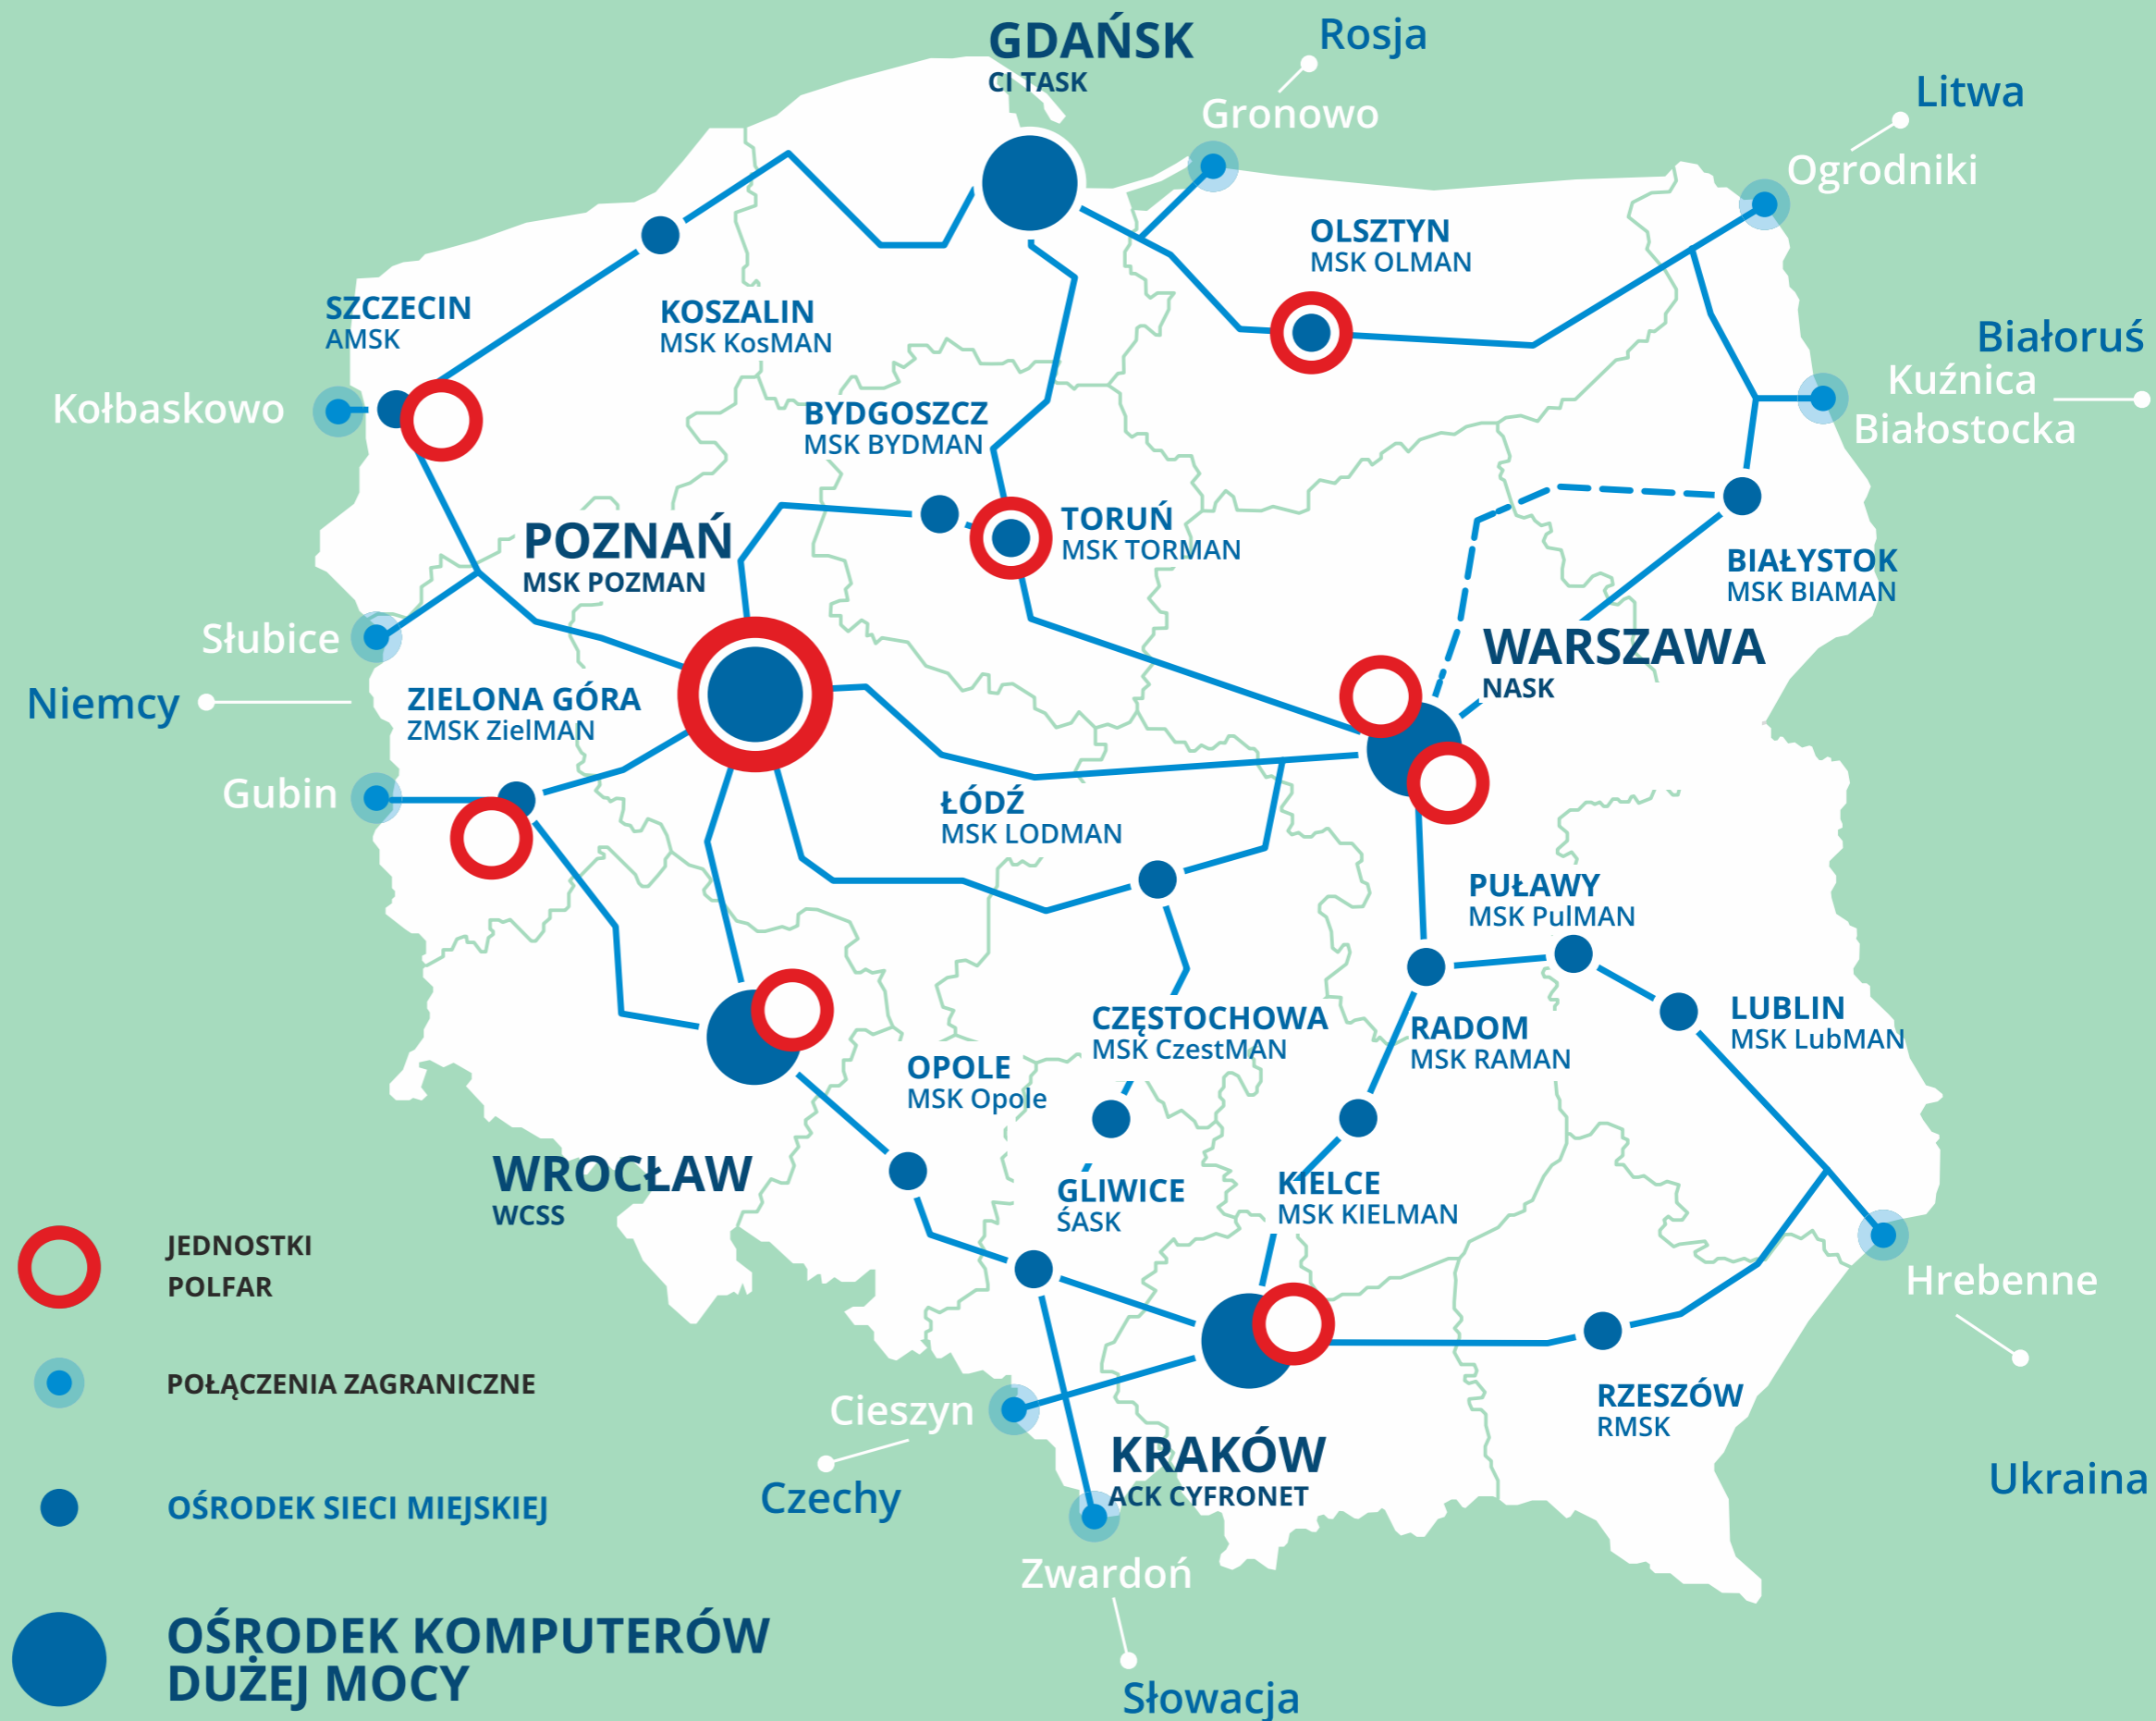 GDAŃSK
CI TASK
Rosja
Gronowo
Litwa
Ogrodniki
OLSZTYN
MSK OLMAN
SZCZECIN
AMSK
KOSZALIN
MSK KosMAN
Białoruś
Kuźnica
Białostocka
Kołbaskowo
BYDGOSZCZ
MSK BYDMAN
TORUŃ
MSK TORMAN
POZNAŃ
MSK POZMAN
BIAŁYSTOK
MSK BIAMAN
Słubice
WARSZAWA
NASK
Niemcy
ZIELONA GÓRA
ZMSK ZielMAN
Gubin
ŁÓDŹ
MSK LODMAN
PUŁAWY
MSK PulMAN
CZĘSTOCHOWA
MSK CzestMAN
RADOM
MSK RAMAN
LUBLIN
MSK LubMAN
OPOLE
MSK Opole
WROCŁAW
WCSS
GLIWICE
ŚASK
KIELCE
MSK KIELMAN
JEDNOSTKI
POLFAR
Hrebenne
POŁĄCZENIA ZAGRANICZNE
Cieszyn
RZESZÓW
RMSK
KRAKÓW
ACK CYFRONET
Czechy
Ukraina
OŚRODEK SIECI MIEJSKIEJ
Zwardoń
OŚRODEK KOMPUTERÓW
DUŻEJ MOCY
Słowacja